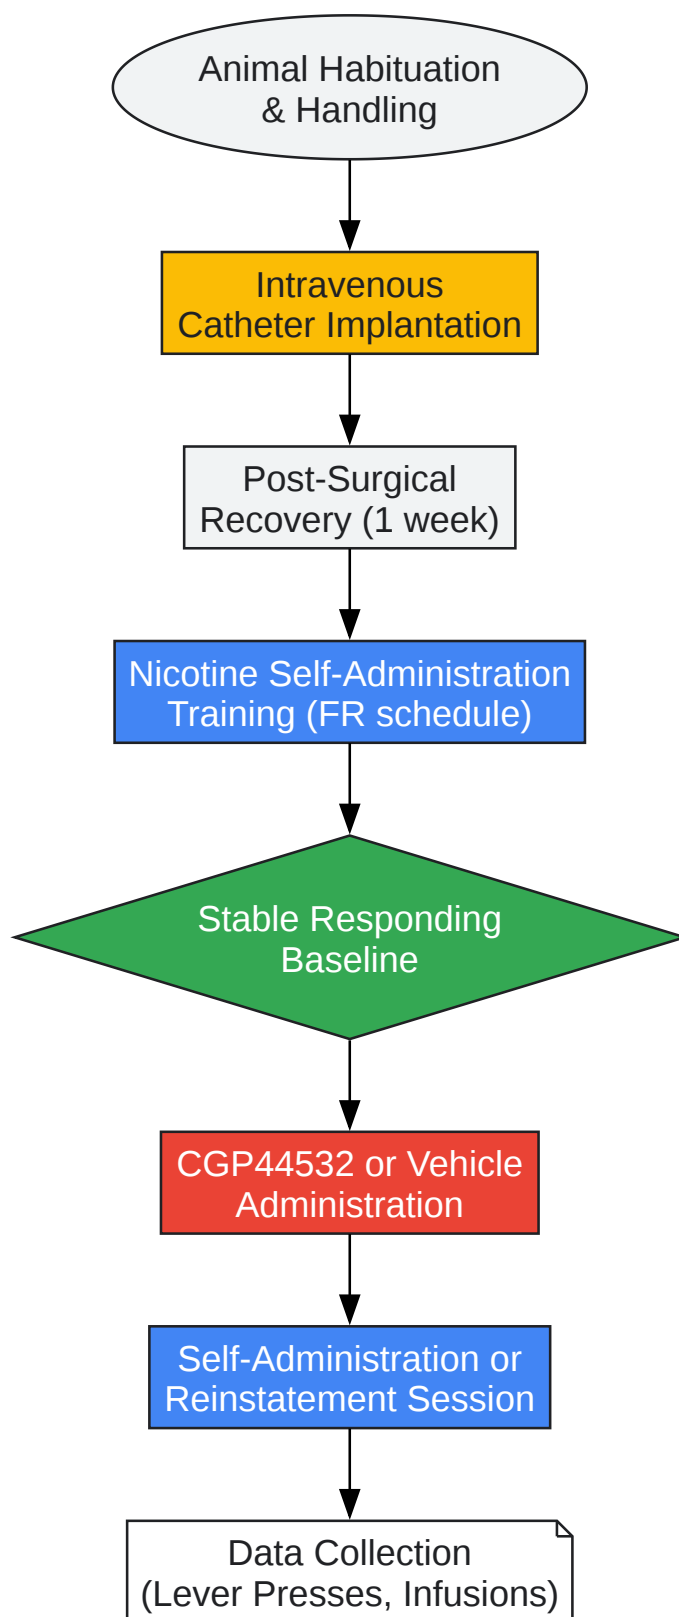 Animal Habituation
& Handling
Intravenous
Catheter Implantation
Post-Surgical
Recovery (1 week)
Nicotine Self-Administration
Training (FR schedule)
Stable Responding
Baseline
CGP44532 or Vehicle
Administration
Self-Administration or
Reinstatement Session
Data Collection
(Lever Presses, Infusions)